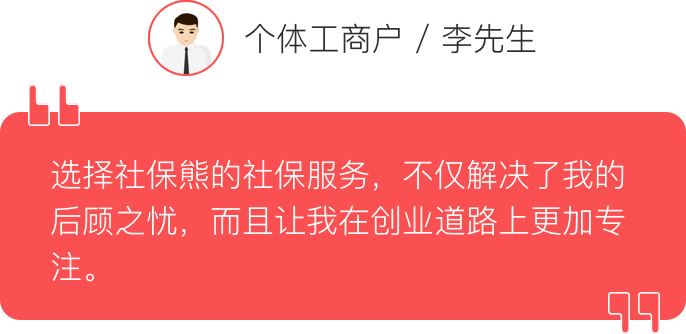 个体工商户 / 李先生
选择社保熊的社保服务，不仅解决了我的
后顾之忧，而且让我在创业道路上更加专
注。